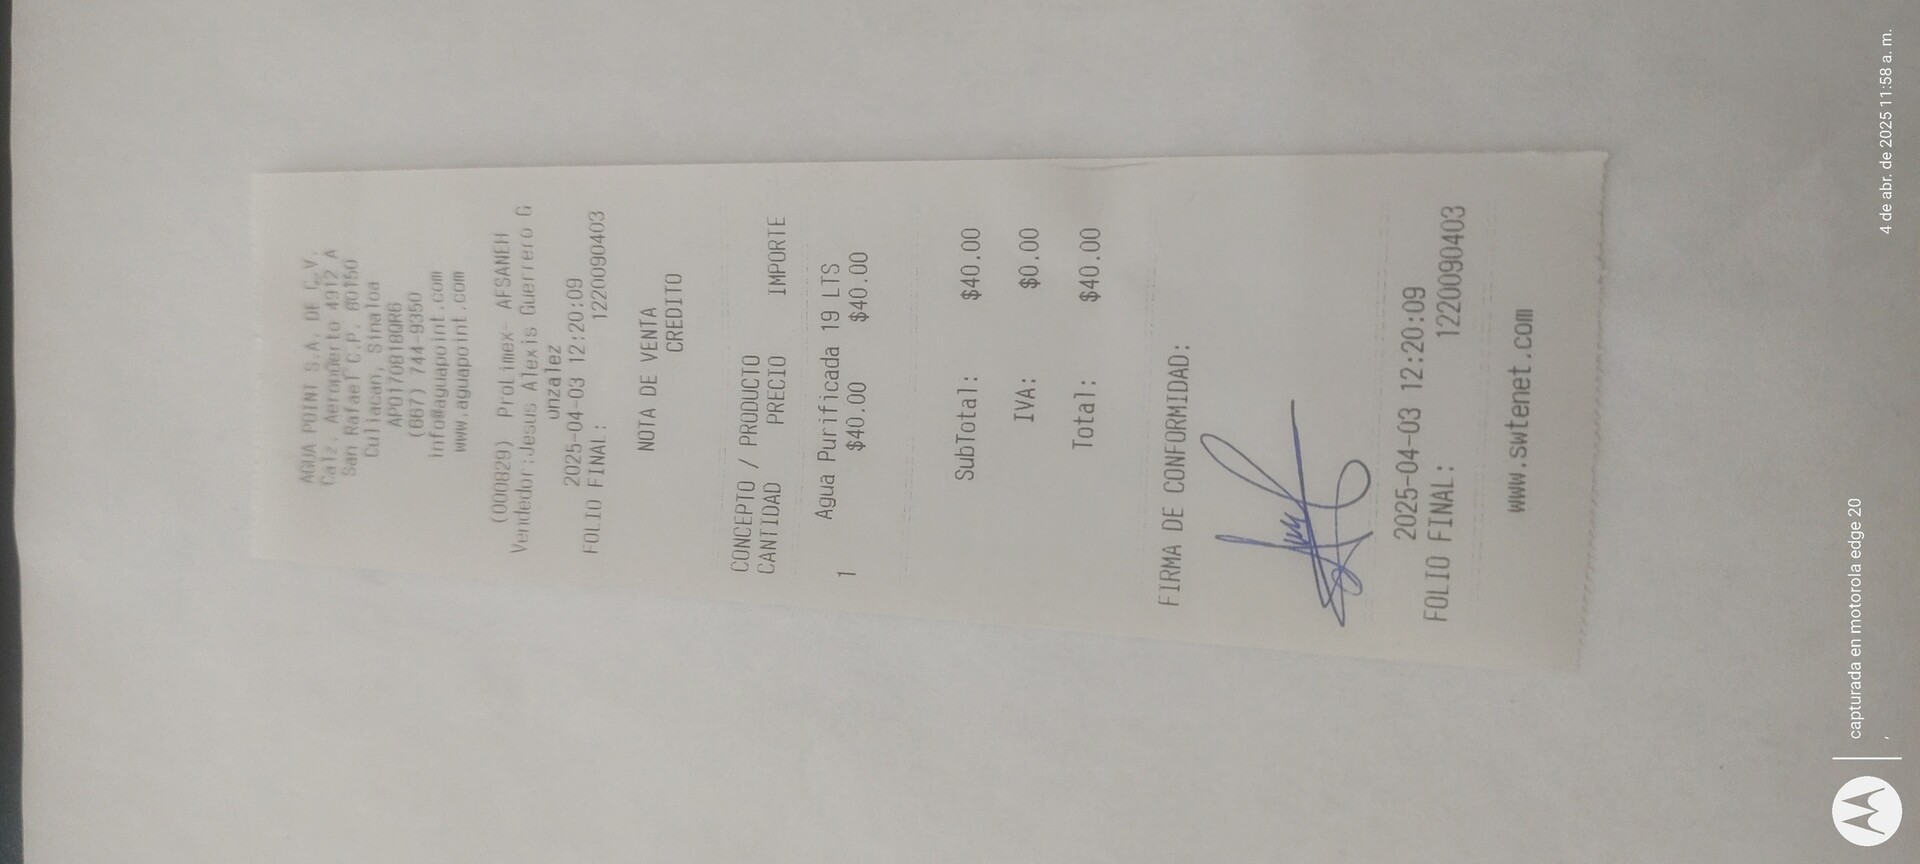 AGUA POINT S.A. DE C.V.
Calz. Aeropuerto 4912 A
San Rafael C.P. 80150
Culiacan, Sinaloa
APO170818QR6
(667) 744-9350
info@aguapoint.com
www.aguapoint.com
(000829) Prolimex- AFSANEH
Vendedor:Jesus Alexis Guerrero G
onzalez
2025-04-03 12:20:09
FOLIO FINAL: 1220090403
NOTA DE VENTA
CREDITO
CONCEPTO / PRODUCTO
CANTIDAD PRECIO IMPORTE
Agua Purificada 19 LTS
1 $40.00 $40.00
SubTotal: $40.00
IVA: $0.00
Total: $40.00
FIRMA DE CONFORMIDAD:
2025-04-03 12:20:09
FOLIO FINAL: 1220090403
www.swtenet.com
capturada en motorola edge 20
4 de abr. de 2025 11:58 a. m.